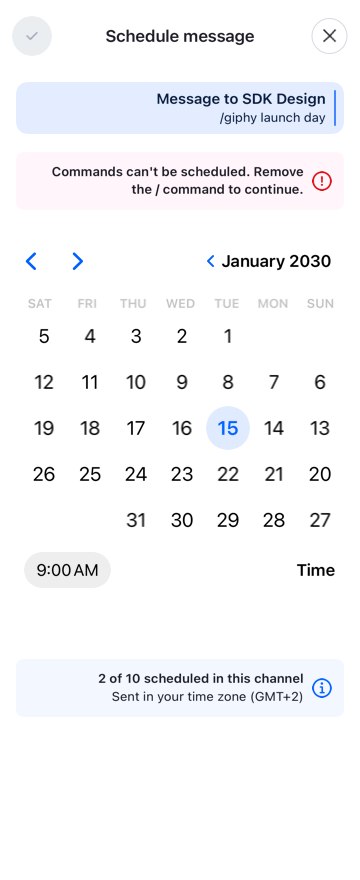 Schedule message
Message to SDK Design
/giphy launch day
Commands can't be scheduled. Remove
the / command to continue.
January 2030
SAT FRI THU WED TUE MON SUN
5 4 3 2 1
12 11 10 9 8 7 6
19 18 17 16 15 14 13
26 25 24 23 22 21 20
31 30 29 28 27
9:00 AM Time
2 of 10 scheduled in this channel
Sent in your time zone (GMT+2)